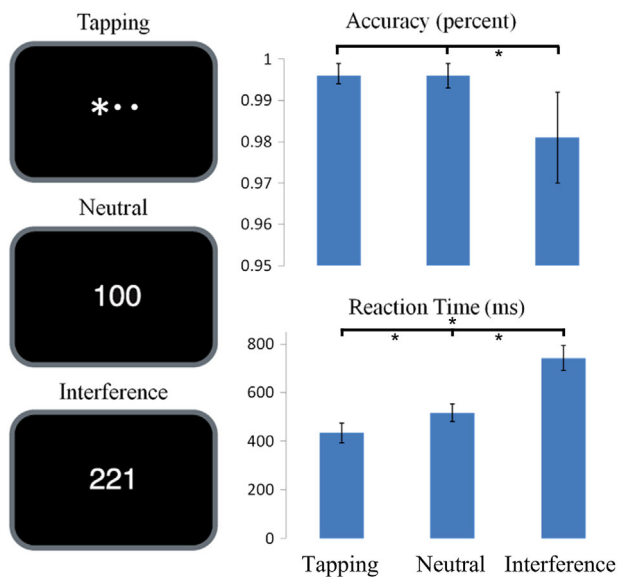 Tapping
*··
Neutral
100
Interference
221
Accuracy (percent)
*
1
0.99
0.98
0.97
0.96
0.95
Reaction Time (ms)
*
* *
800
600
400
200
0
Tapping Neutral Interference